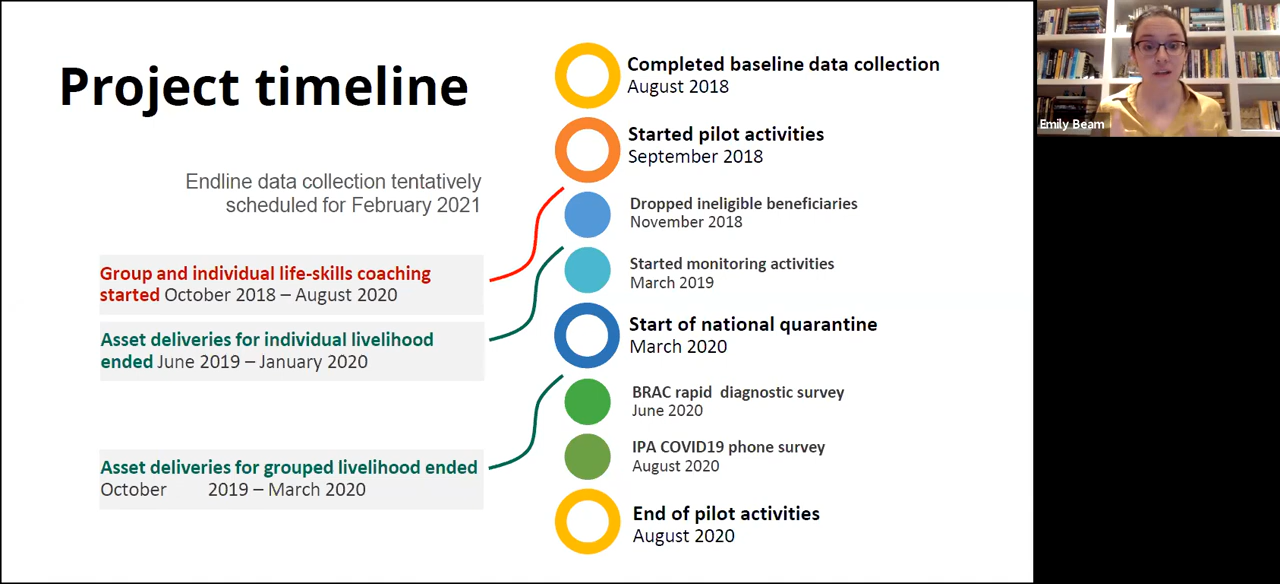 Project timeline
Endline data collection tentatively
scheduled for February 2021
Group and individual life-skills coaching
started October 2018 – August 2020
Asset deliveries for individual livelihood
ended June 2019 – January 2020
Asset deliveries for grouped livelihood ended
October 2019 – March 2020
Completed baseline data collection
August 2018
Started pilot activities
September 2018
Dropped ineligible beneficiaries
November 2018
Started monitoring activities
March 2019
Start of national quarantine
March 2020
BRAC rapid diagnostic survey
June 2020
IPA COVID19 phone survey
August 2020
End of pilot activities
August 2020
Emily Beam